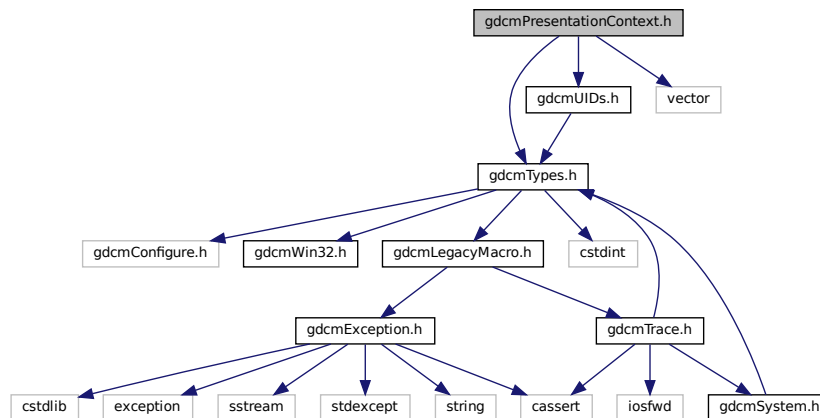 gdcmPresentationContext.h
gdcmUIDs.h
vector
gdcmTypes.h
gdcmConfigure.h
gdcmWin32.h
gdcmLegacyMacro.h
cstdint
gdcmException.h
gdcmTrace.h
cstdlib
exception
sstream
stdexcept
string
cassert
iosfwd
gdcmSystem.h